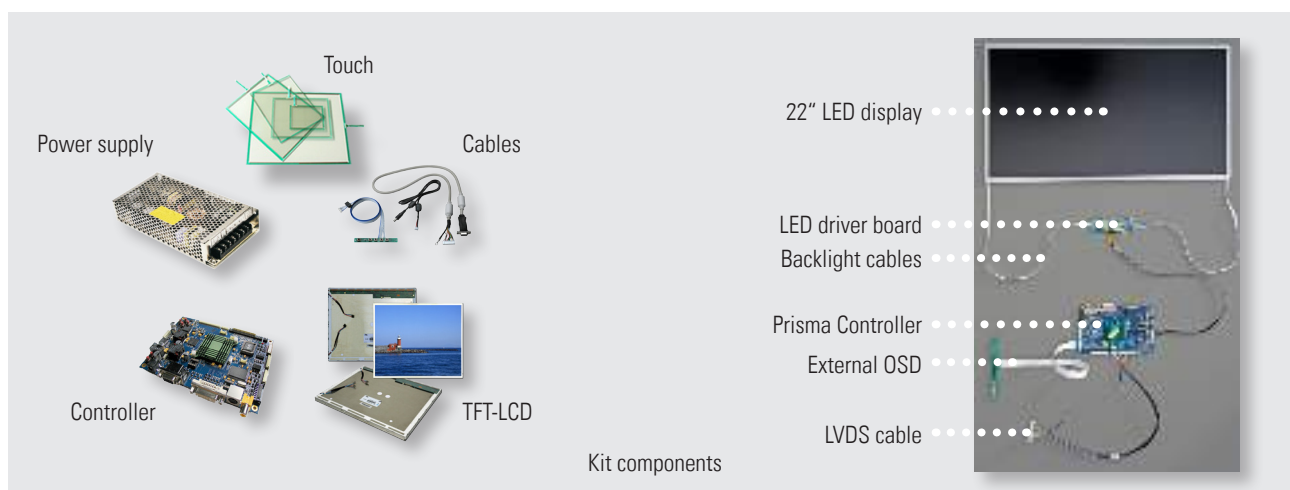 Touch
Power supply
Cables
Controller
TFT-LCD
Kit components
22“ LED display
LED driver board
Backlight cables
Prisma Controller
External OSD
LVDS cable